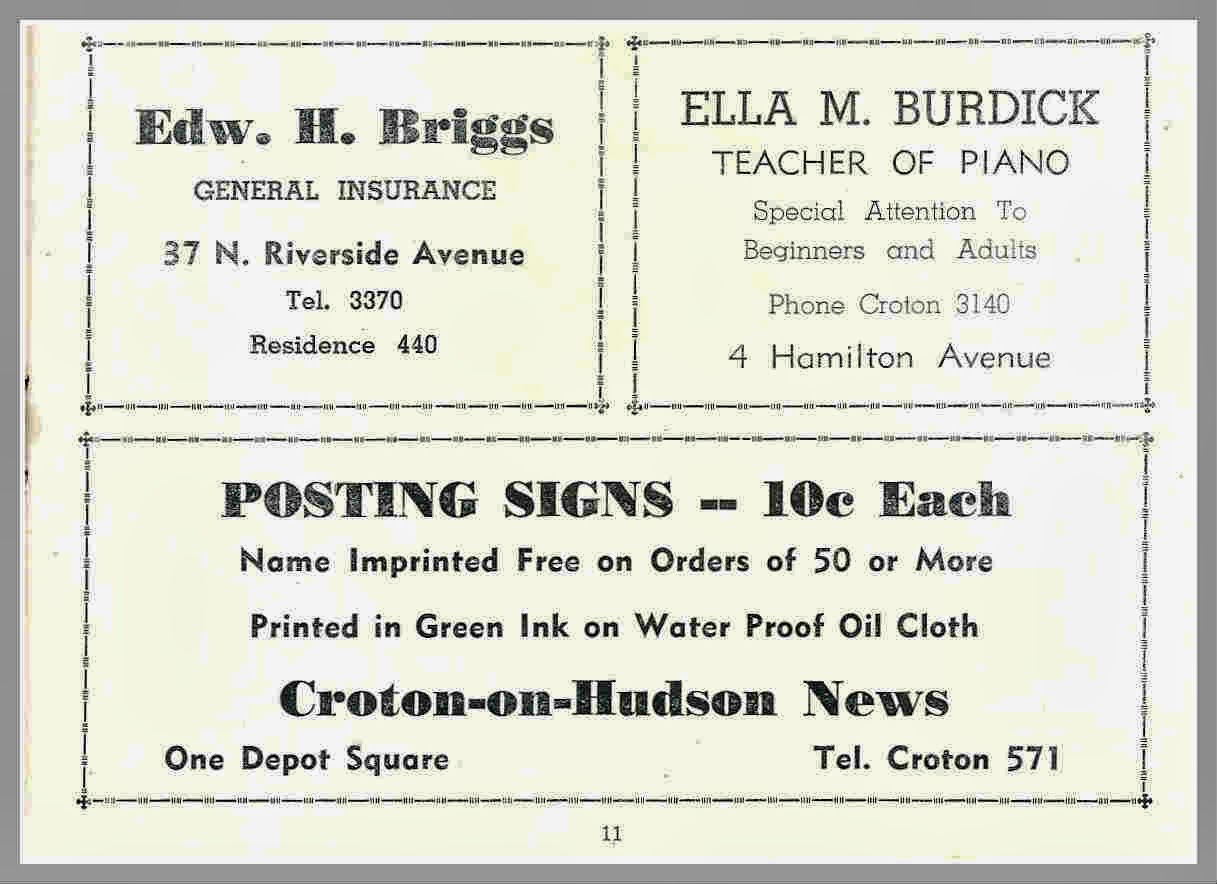 Edw. H. Briggs
GENERAL INSURANCE
37 N. Riverside Avenue
Tel. 3370
Residence 440
ELLA M. BURDICK
TEACHER OF PIANO
Special Attention To
Beginners and Adults
Phone Croton 3140
4 Hamilton Avenue
POSTING SIGNS -- 10c Each
Name Imprinted Free on Orders of 50 or More
Printed in Green Ink on Water Proof Oil Cloth
Croton-on-Hudson News
One Depot Square
Tel. Croton 571
11